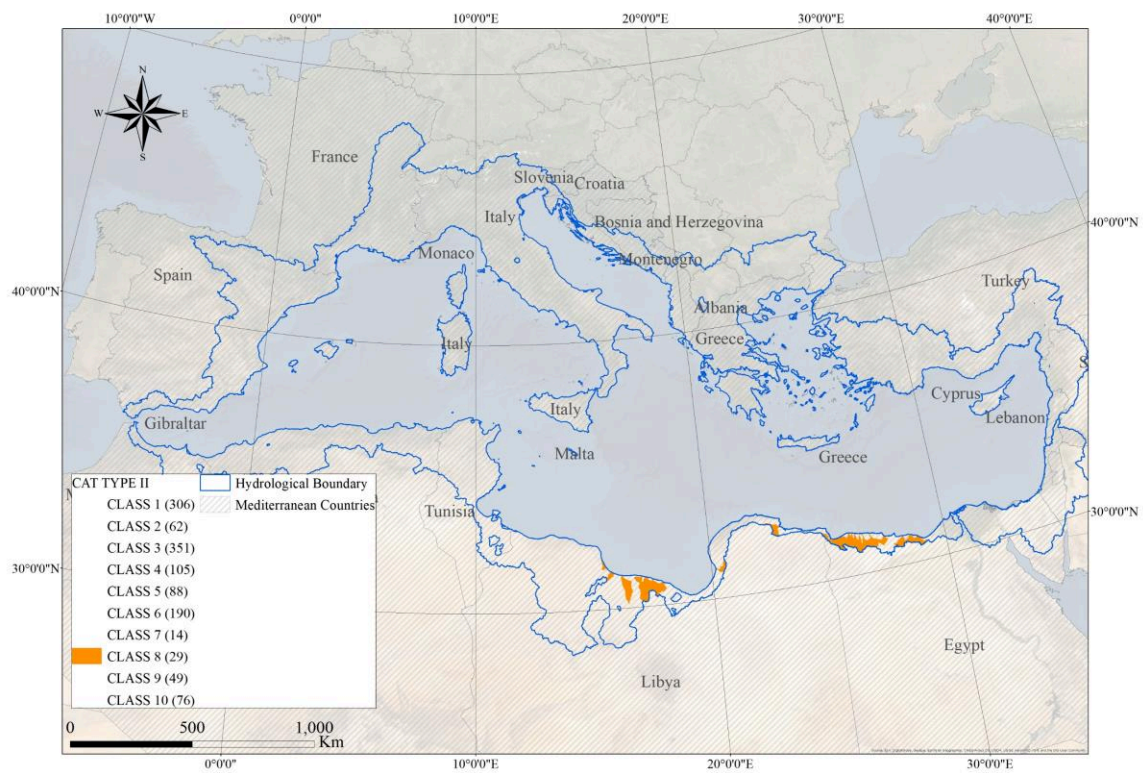 10°0'0"W 0°0'0" 10°0'0"E 20°0'0"E 30°0'0"E 40°0'0"E
N
W E
S
France
Slovenia Croatia
Italy
Bosnia and Herzegovina
Monaco
Montenegro
40°0'0"N
Spain
Turkey
40°0'0"N
Albania
Greece
Italy
Cyprus
Italy
Gibraltar
Lebanon
Malta
Greece
CAT TYPE II
Hydrological Boundary
CLASS 1 (306)
Mediterranean Countries
Tunisia
30°0'0"N
CLASS 2 (62)
CLASS 3 (351)
30°0'0"N
CLASS 4 (105)
CLASS 5 (88)
CLASS 6 (190)
CLASS 7 (14)
Egypt
CLASS 8 (29)
CLASS 9 (49)
Libya
CLASS 10 (76)
0 500 1,000
Km
0°0'0" 10°0'0"E 20°0'0"E 30°0'0"E